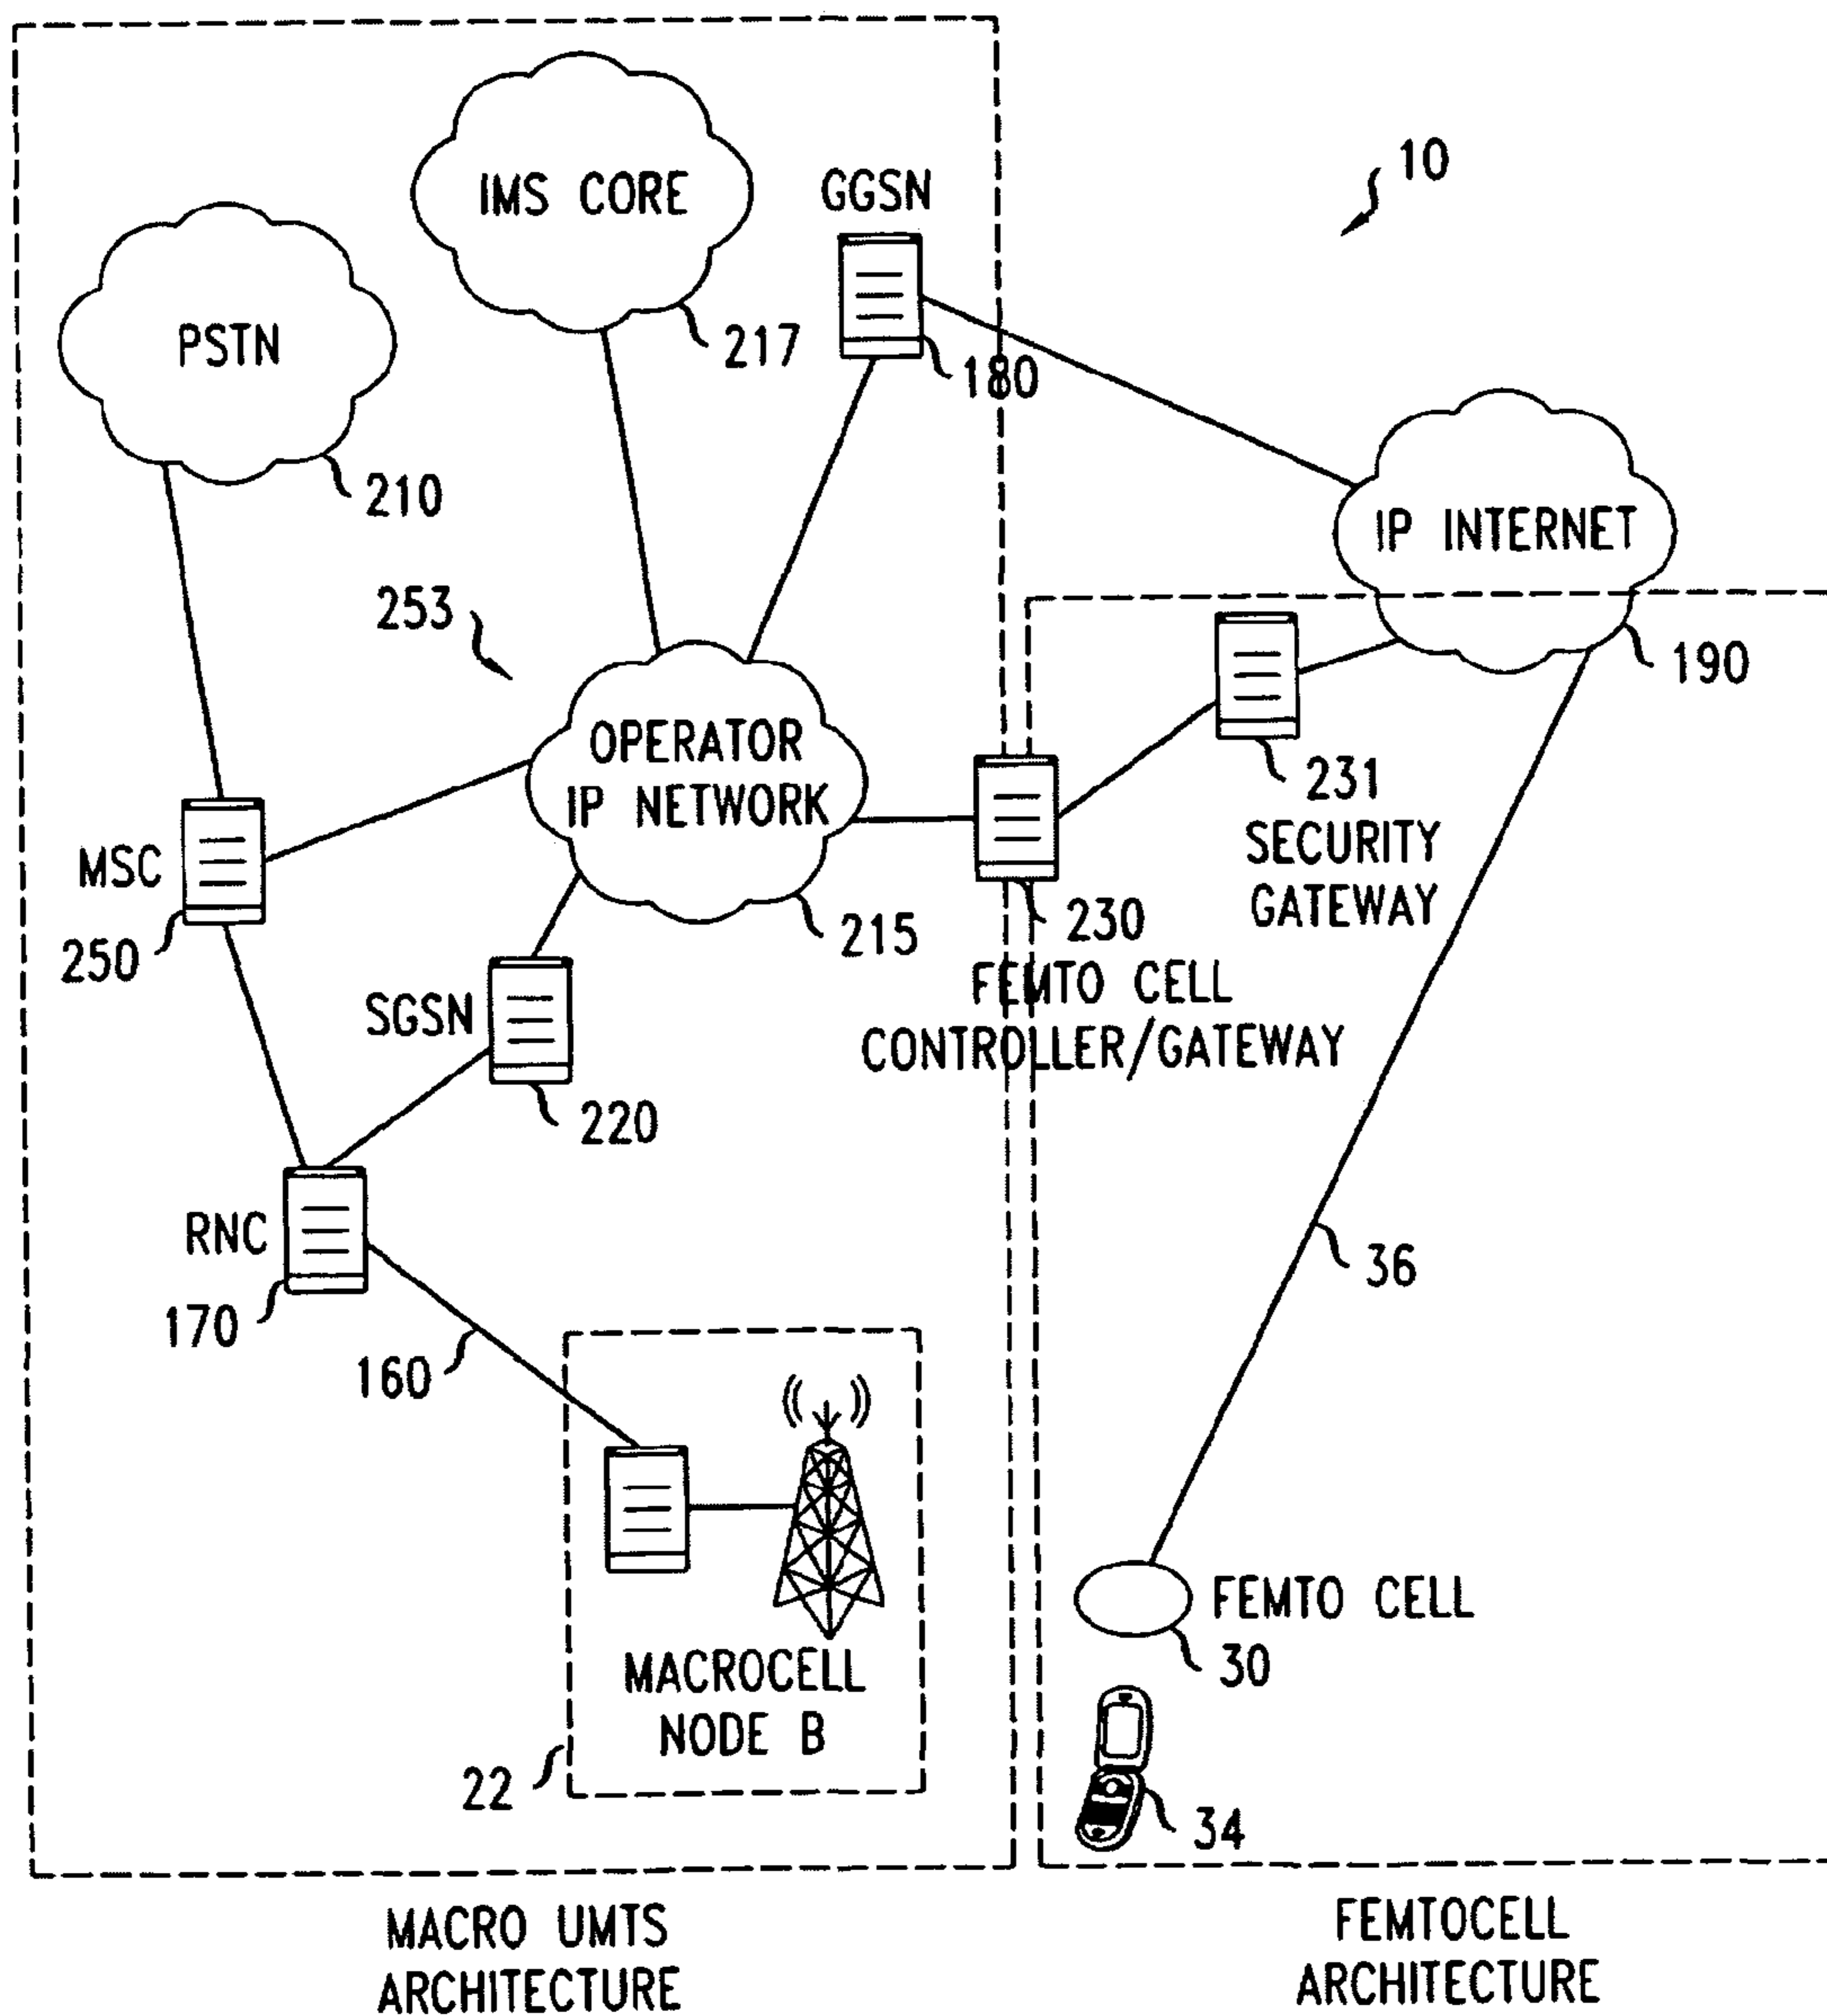 10
IMS CORE
GGSN
PSTN
217
180
210
IP INTERNET
253
190
OPERATOR
IP NETWORK
231
SECURITY
GATEWAY
MSC
250
215
230
FEMTO CELL
CONTROLLER/GATEWAY
SGSN
220
RNC
170
160
36
FEMTO CELL
30
MACROCELL
NODE B
22
34
MACRO UMTS
ARCHITECTURE
FEMTOCELL
ARCHITECTURE